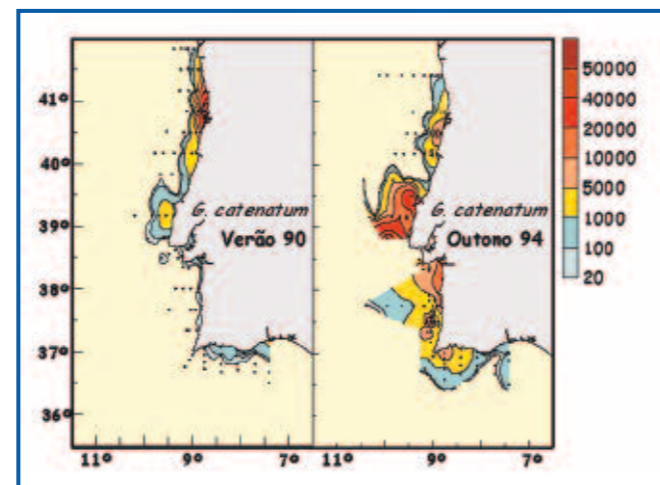 G. catenatum
Verão 90
G. catenatum
Outono 94
41º
40º
39º
38º
37º
36º
11º
9º
7º
11º
9º
7º
50000
40000
20000
10000
5000
1000
100
20